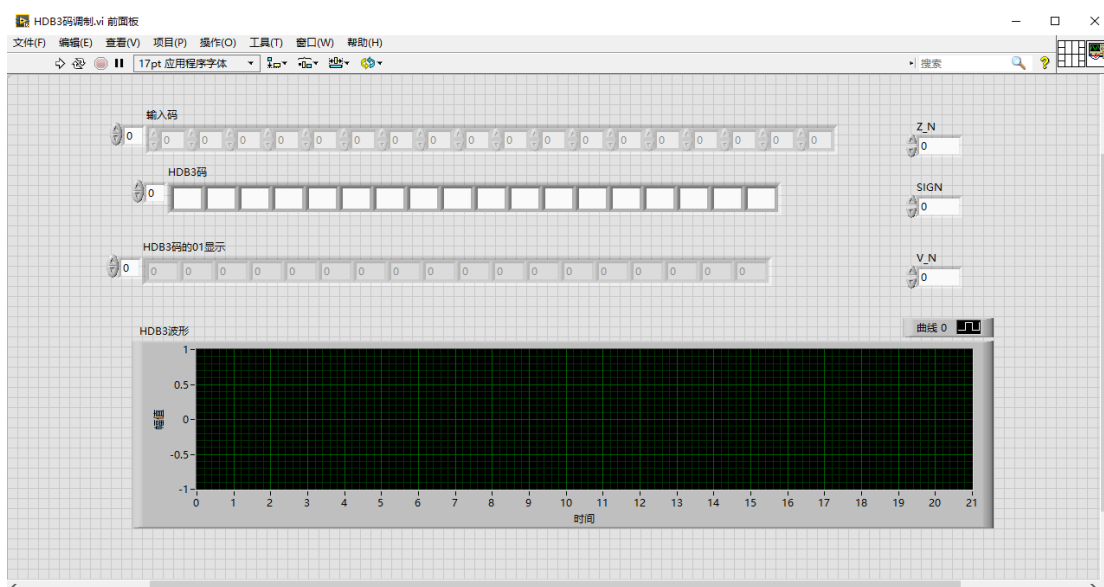 HDB3码调制.vi 前面板
文件(F) 编辑(E) 查看(V) 项目(P) 操作(O) 工具(T) 窗口(W) 帮助(H)
17pt 应用程序字体
搜索
输入码
0 0 0 0 0 0 0 0 0 0 0 0 0 0 0 0 0 0 0
Z_N
0
HDB3码
0
SIGN
0
HDB3码的01显示
0 0 0 0 0 0 0 0 0 0 0 0 0 0 0 0 0 0 0
V_N
0
曲线 0
HDB3波形
1
0.5
0
-0.5
-1
幅值
0 1 2 3 4 5 6 7 8 9 10 11 12 13 14 15 16 17 18 19 20 21
时间